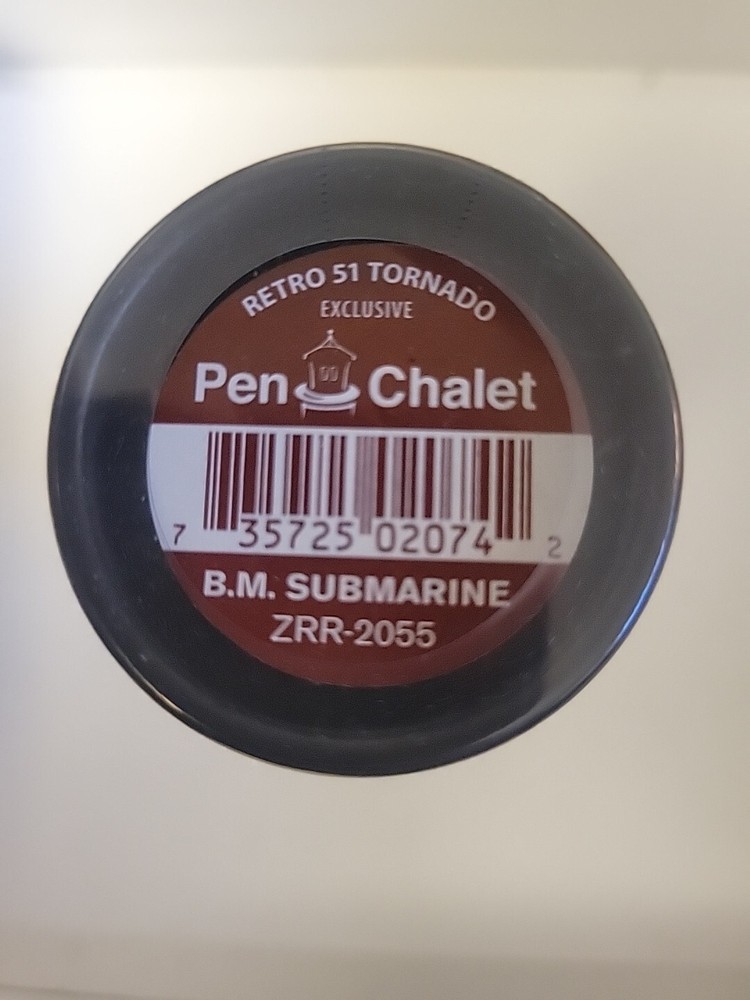 RETRO 51 TORNADO
EXCLUSIVE
Pen Chalet
7 35725 02074 2
B.M. SUBMARINE
ZRR-2055